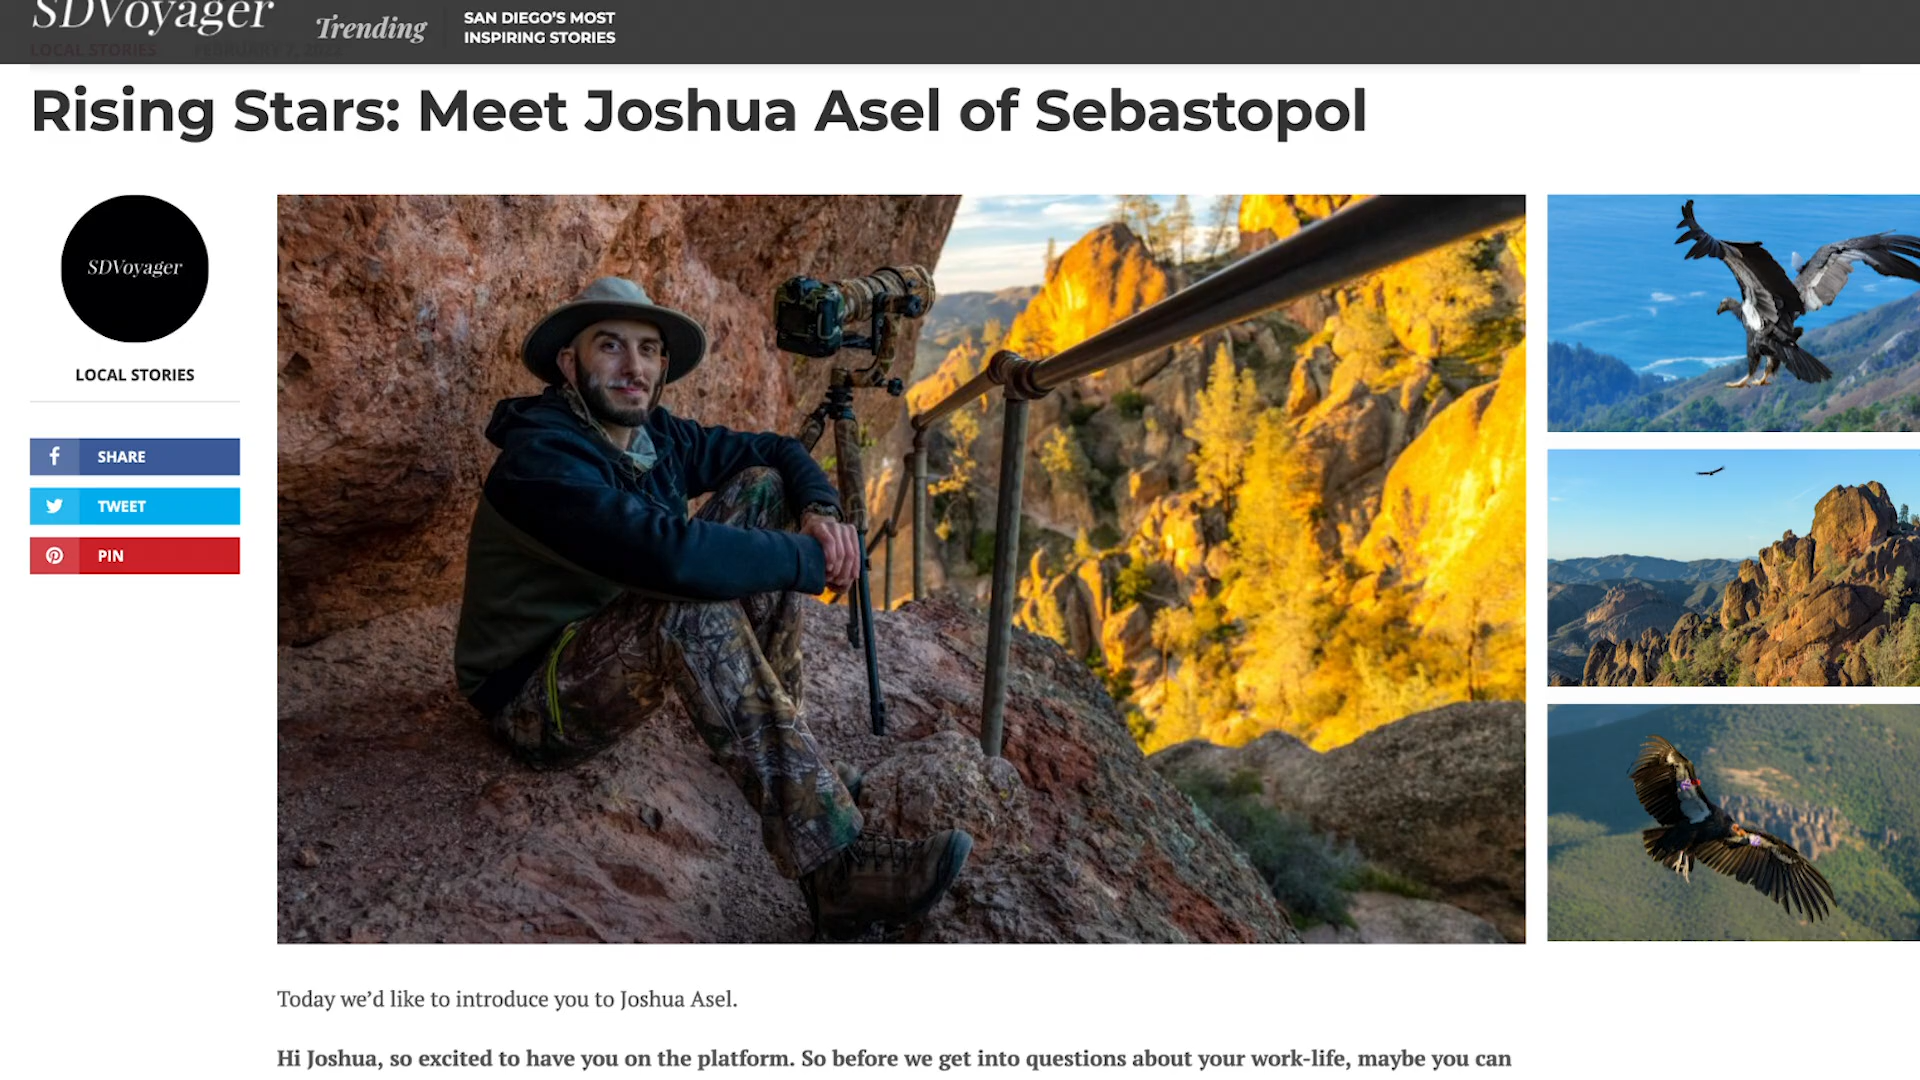 SDVoyager
Trending
SAN DIEGO'S MOST
INSPIRING STORIES
LOCAL STORIES FEBRUARY 7, 2022
Rising Stars: Meet Joshua Asel of Sebastopol
SDVoyager
LOCAL STORIES
SHARE
TWEET
PIN
Today we’d like to introduce you to Joshua Asel.
Hi Joshua, so excited to have you on the platform. So before we get into questions about your work-life, maybe you can